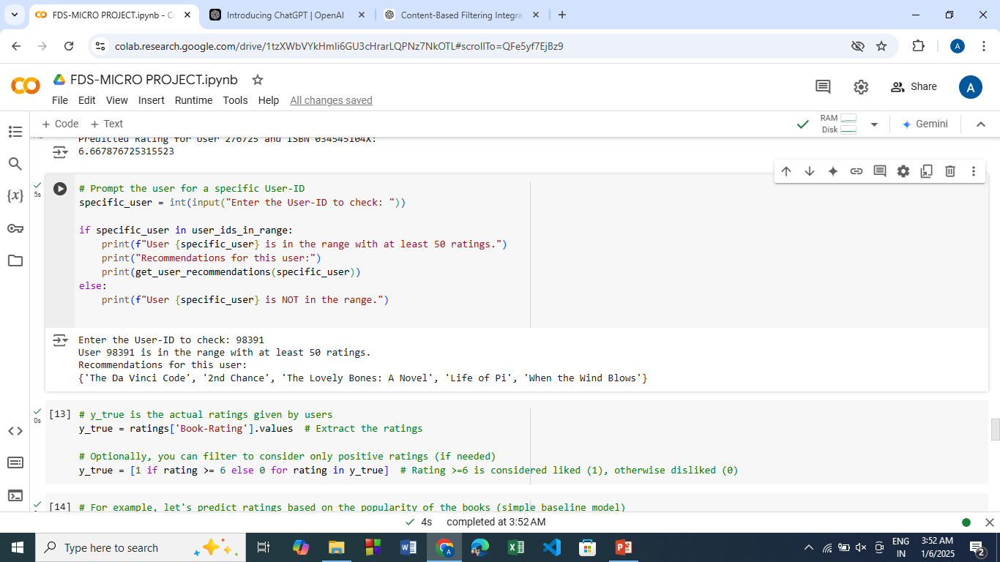 FDS-MICRO PROJECT.ipynb - C
Introducing ChatGPT | OpenAI
Content-Based Filtering Integra
colab.research.google.com/drive/1tzXWbVYkHmli6GU3cHrarLQPNz7NkOTL#scrollTo=QFe5yf7EjBz9
A
FDS-MICRO PROJECT.ipynb
File Edit View Insert Runtime Tools Help All changes saved
Share
A
+ Code + Text
RAM
Disk
Gemini
Predicted Rating for User 276725 and ISBN 034545104X:
6.667876725315523
5s
# Prompt the user for a specific User-ID
specific_user = int(input("Enter the User-ID to check: "))
if specific_user in user_ids_in_range:
    print(f"User {specific_user} is in the range with at least 50 ratings.")
    print("Recommendations for this user:")
    print(get_user_recommendations(specific_user))
else:
    print(f"User {specific_user} is NOT in the range.")
Enter the User-ID to check: 98391
User 98391 is in the range with at least 50 ratings.
Recommendations for this user:
{'The Da Vinci Code', '2nd Chance', 'The Lovely Bones: A Novel', 'Life of Pi', 'When the Wind Blows'}
0s
[13] # y_true is the actual ratings given by users
y_true = ratings['Book-Rating'].values  # Extract the ratings
# Optionally, you can filter to consider only positive ratings (if needed)
y_true = [1 if rating >= 6 else 0 for rating in y_true]  # Rating >=6 is considered liked (1), otherwise disliked (0)
[14] # For example, let's predict ratings based on the popularity of the books (simple baseline model)
4s completed at 3:52 AM
Type here to search
ENG
IN
3:52 AM
1/6/2025
2